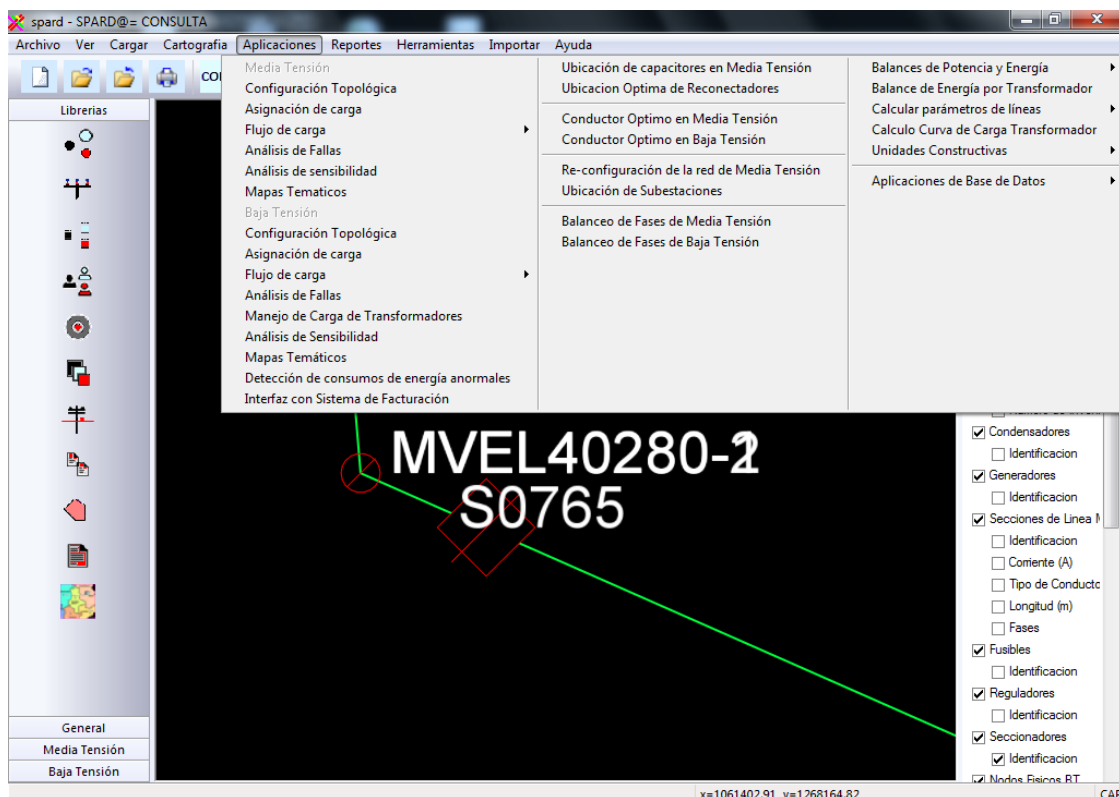 spard - SPARD@= CONSULTA
Archivo Ver Cargar Cartografia Aplicaciones Reportes Herramientas Importar Ayuda
Librerias
General
Media Tensión
Baja Tensión
Media Tensión
Configuración Topológica
Asignación de carga
Flujo de carga
Análisis de Fallas
Análisis de sensibilidad
Mapas Tematicos
Baja Tensión
Configuración Topológica
Asignación de carga
Flujo de carga
Análisis de Fallas
Manejo de Carga de Transformadores
Análisis de Sensibilidad
Mapas Temáticos
Detección de consumos de energía anormales
Interfaz con Sistema de Facturación
Ubicación de capacitores en Media Tensión
Ubicacion Optima de Reconectadores
Conductor Optimo en Media Tensión
Conductor Optimo en Baja Tensión
Re-configuración de la red de Media Tensión
Ubicación de Subestaciones
Balanceo de Fases de Media Tensión
Balanceo de Fases de Baja Tensión
Balances de Potencia y Energía
Balance de Energía por Transformador
Calcular parámetros de líneas
Calculo Curva de Carga Transformador
Unidades Constructivas
Aplicaciones de Base de Datos
MVEL40280-
S0765
Condensadores
Identificacion
Generadores
Identificacion
Secciones de Linea
Identificacion
Corriente (A)
Tipo de Conducto
Longitud (m)
Fases
Fusibles
Identificacion
Reguladores
Identificacion
Seccionadores
Identificacion
Nodos Fisicos BT
x=1061402.91 y=1268164.82